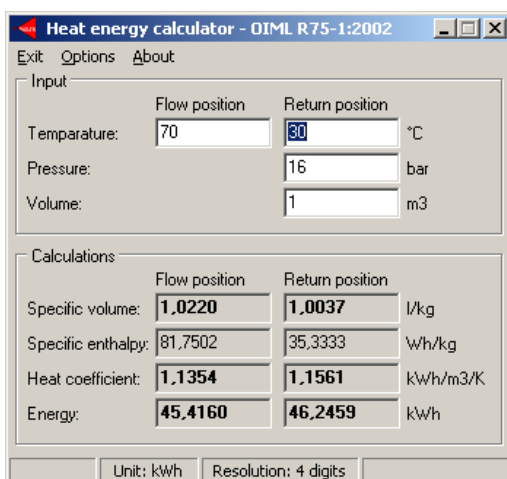 Heat energy calculator - OIML R75-1:2002
Exit Options About
Input
Flow position Return position
Temparature: 70 30 °C
Pressure: 16 bar
Volume: 1 m3
Calculations
Flow position Return position
Specific volume: 1,0220 1,0037 l/kg
Specific enthalpy: 81,7502 35,3333 Wh/kg
Heat coefficient: 1,1354 1,1561 kWh/m3/K
Energy: 45,4160 46,2459 kWh
Unit: kWh Resolution: 4 digits